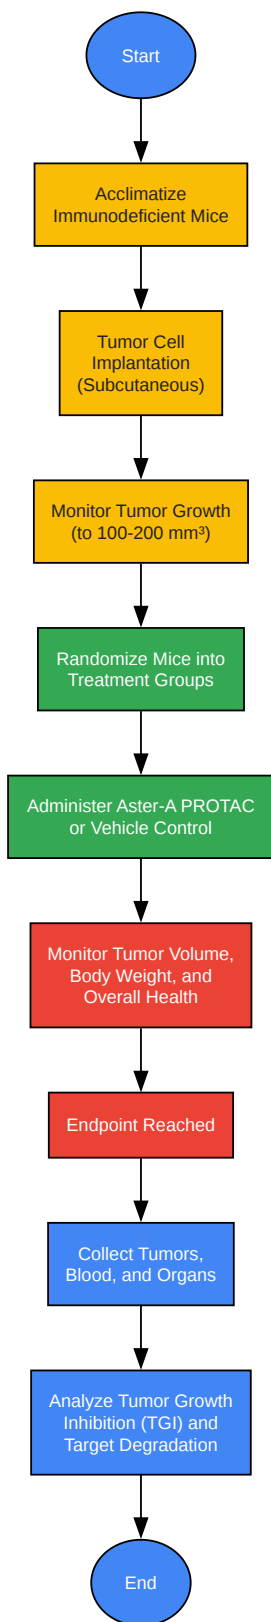 Start
Acclimatize
Immunodeficient Mice
Tumor Cell
Implantation
(Subcutaneous)
Monitor Tumor Growth
(to 100-200 mm³)
Randomize Mice into
Treatment Groups
Administer Aster-A PROTAC
or Vehicle Control
Monitor Tumor Volume,
Body Weight, and
Overall Health
Endpoint Reached
Collect Tumors,
Blood, and Organs
Analyze Tumor Growth
Inhibition (TGI) and
Target Degradation
End